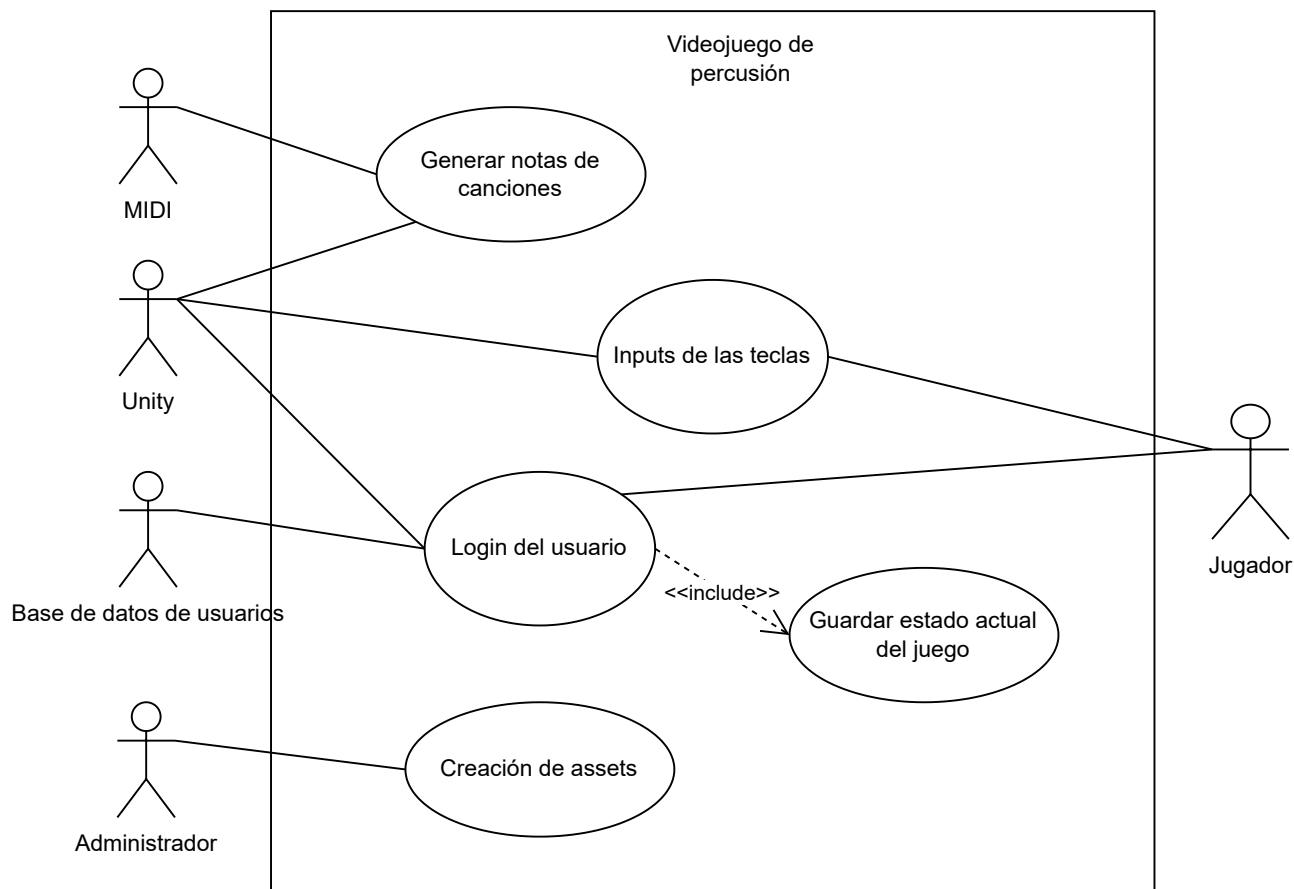 Videojuego de
percusión
Generar notas de
canciones
MIDI
Inputs de las teclas
Unity
Login del usuario
Jugador
<<include>>
Base de datos de usuarios
Guardar estado actual
del juego
Creación de assets
Administrador